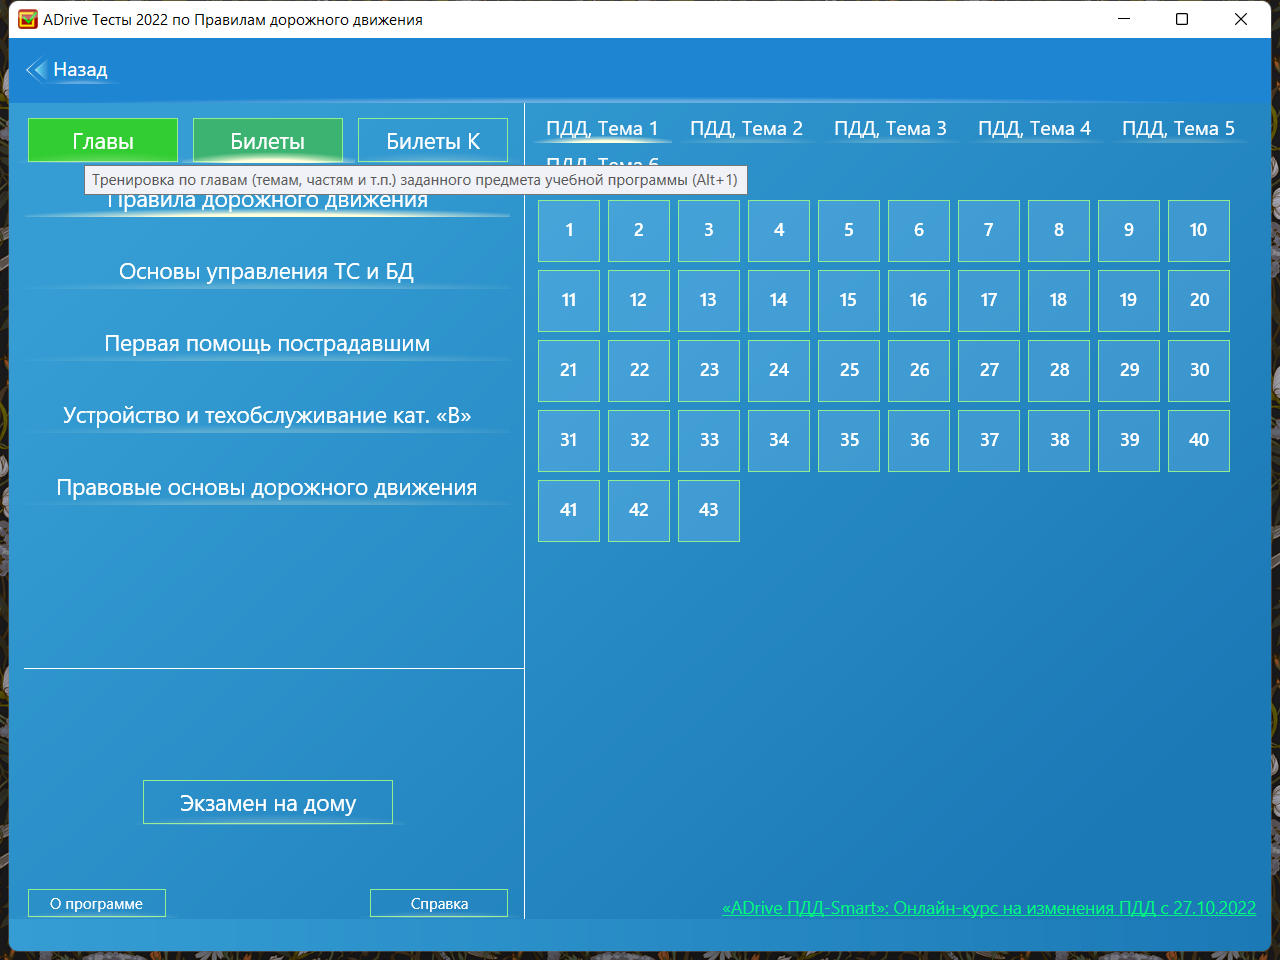 ADrive Тесты 2022 по Правилам дорожного движения
Назад
Главы
Билеты
Билеты К
Тренировка по главам (темам, частям и т.п.) заданного предмета учебной программы (Alt+1)
Правила дорожного движения
Основы управления ТС и БД
Первая помощь пострадавшим
Устройство и техобслуживание кат. «В»
Правовые основы дорожного движения
Экзамен на дому
О программе
Справка
ПДД, Тема 1 ПДД, Тема 2 ПДД, Тема 3 ПДД, Тема 4 ПДД, Тема 5
ПДД, Тема 6
1 2 3 4 5 6 7 8 9 10
11 12 13 14 15 16 17 18 19 20
21 22 23 24 25 26 27 28 29 30
31 32 33 34 35 36 37 38 39 40
41 42 43
«ADrive ПДД-Smart»: Онлайн-курс на изменения ПДД с 27.10.2022